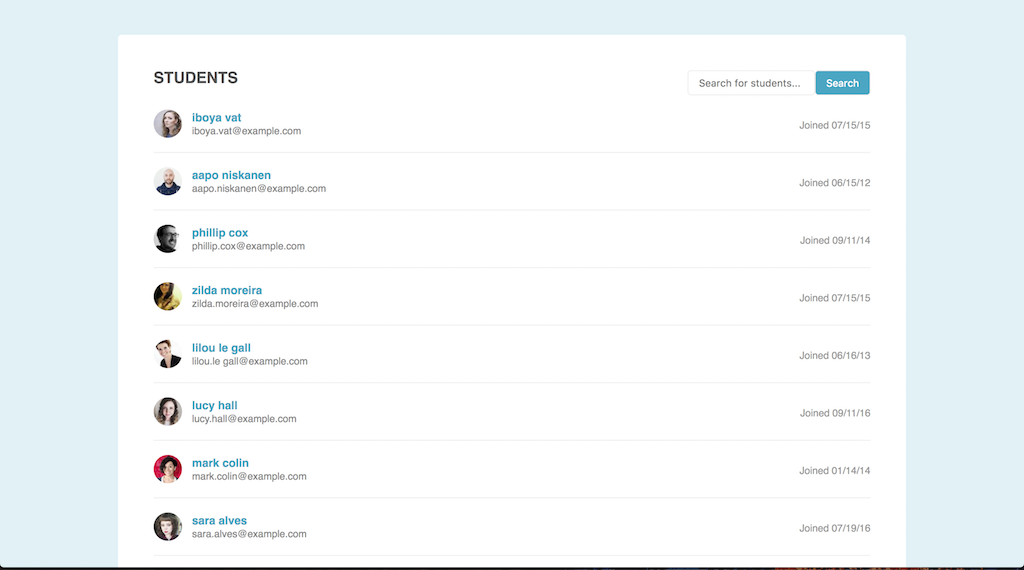 STUDENTS
Search for students...
Search
iboya vat
iboya.vat@example.com
Joined 07/15/15
aapo niskanen
aapo.niskanen@example.com
Joined 06/15/12
phillip cox
phillip.cox@example.com
Joined 09/11/14
zilda moreira
zilda.moreira@example.com
Joined 07/15/15
lilou le gall
lilou.le gall@example.com
Joined 06/16/13
lucy hall
lucy.hall@example.com
Joined 09/11/16
mark colin
mark.colin@example.com
Joined 01/14/14
sara alves
sara.alves@example.com
Joined 07/19/16